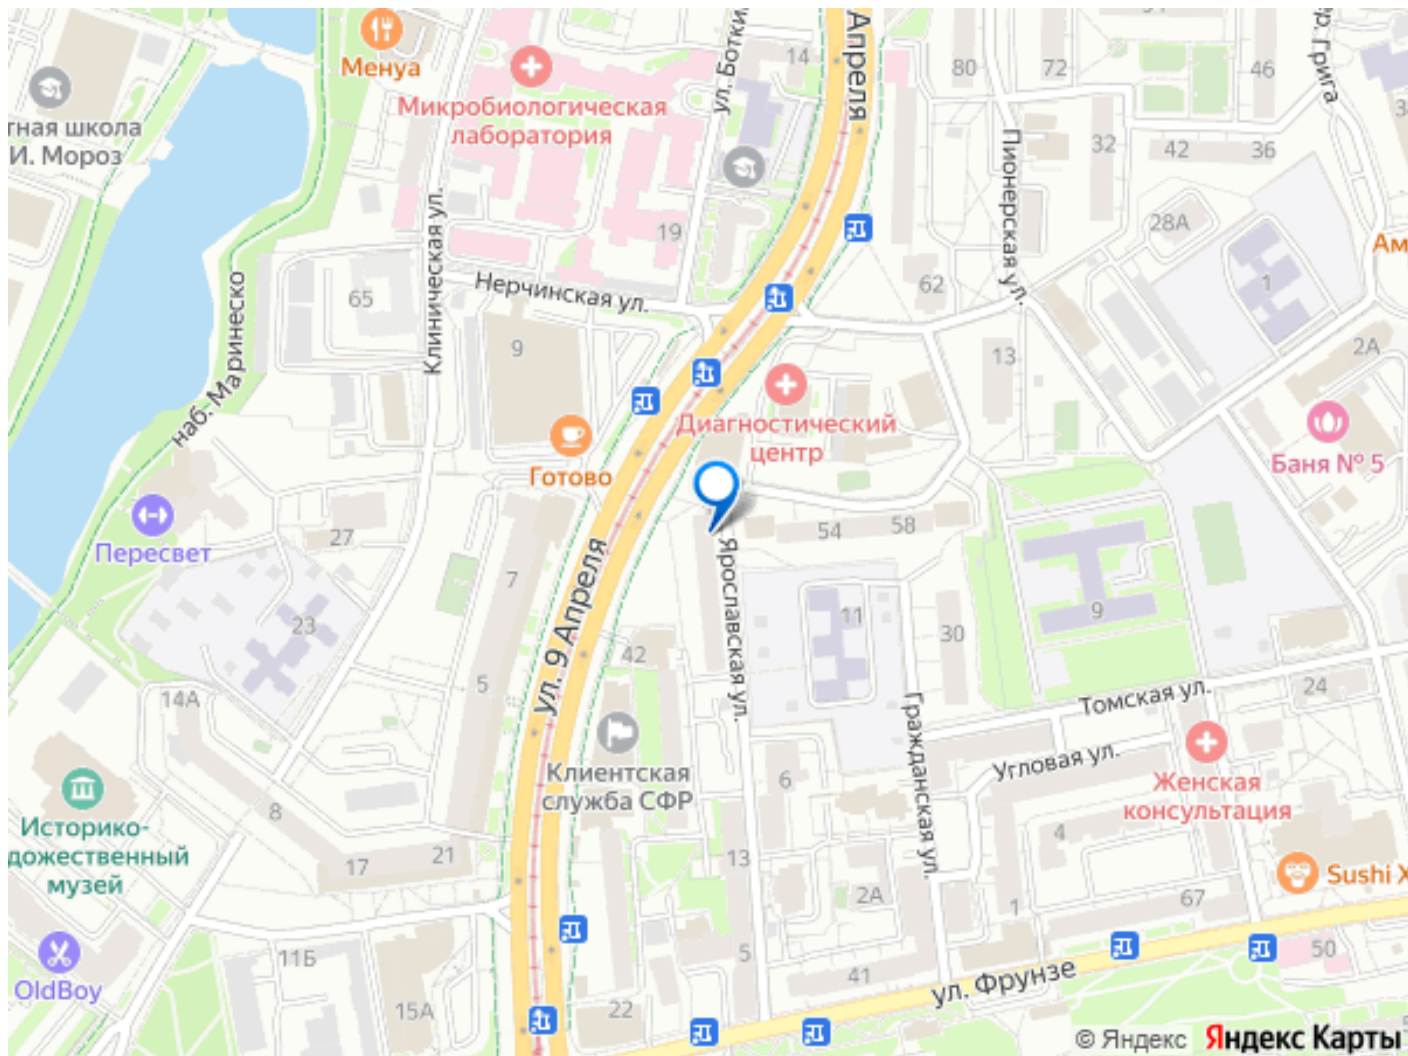 Менуа
14
Апреля
80
72
46
ер. Грига
тная школа
И. Мороз
Микробиологическая
лаборатория
ул. Ботки
Пионерская ул.
32
42
36
28А
Ам
19
62
1
Клиническая ул.
Нерчинская ул.
65
наб. Маринеско
9
13
2А
Диагностический
центр
Готово
Баня № 5
Пересвет
27
54
58
7
ул. 9 Апреля
Ярославская ул.
23
42
11
30
9
5
14А
Гражданская ул.
Томская ул.
24
Угловая ул.
Клиентская
служба СФР
6
Женская
консультация
Историко-
дожественный
музей
8
17
21
13
4
2А
67
1
Sushi X
OldBoy
11Б
15А
22
5
41
ул. Фрунзе
50
© Яндекс Яндекс Карты